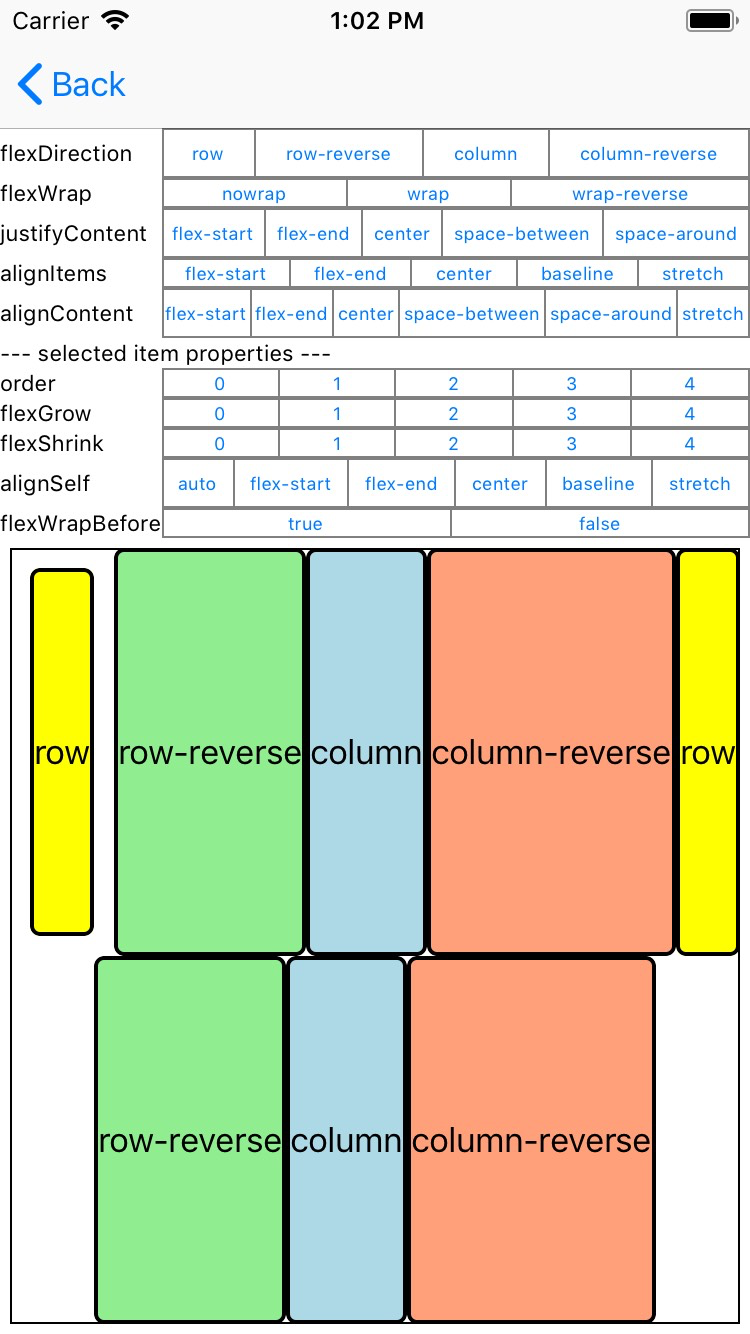 Carrier 1:02 PM
Back
flexDirection row row-reverse column column-reverse
flexWrap nowrap wrap wrap-reverse
justifyContent flex-start flex-end center space-between space-around
alignItems flex-start flex-end center baseline stretch
alignContent flex-start flex-end center space-between space-around stretch
--- selected item properties ---
order 0 1 2 3 4
flexGrow 0 1 2 3 4
flexShrink 0 1 2 3 4
alignSelf auto flex-start flex-end center baseline stretch
flexWrapBefore true false
row row-reverse column column-reverse row
row-reverse column column-reverse